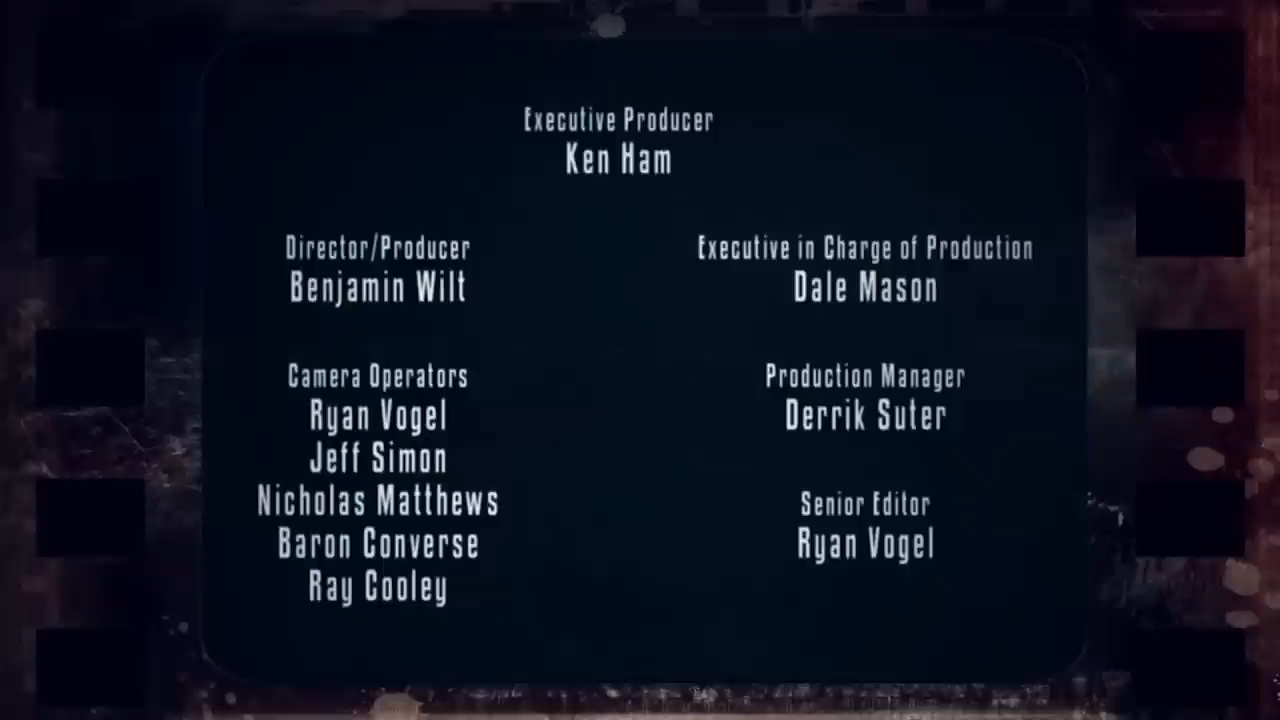 Executive Producer
Ken Ham
Director/Producer
Benjamin Wilt
Camera Operators
Ryan Vogel
Jeff Simon
Nicholas Matthews
Baron Converse
Ray Cooley
Executive in Charge of Production
Dale Mason
Production Manager
Derrik Suter
Senior Editor
Ryan Vogel